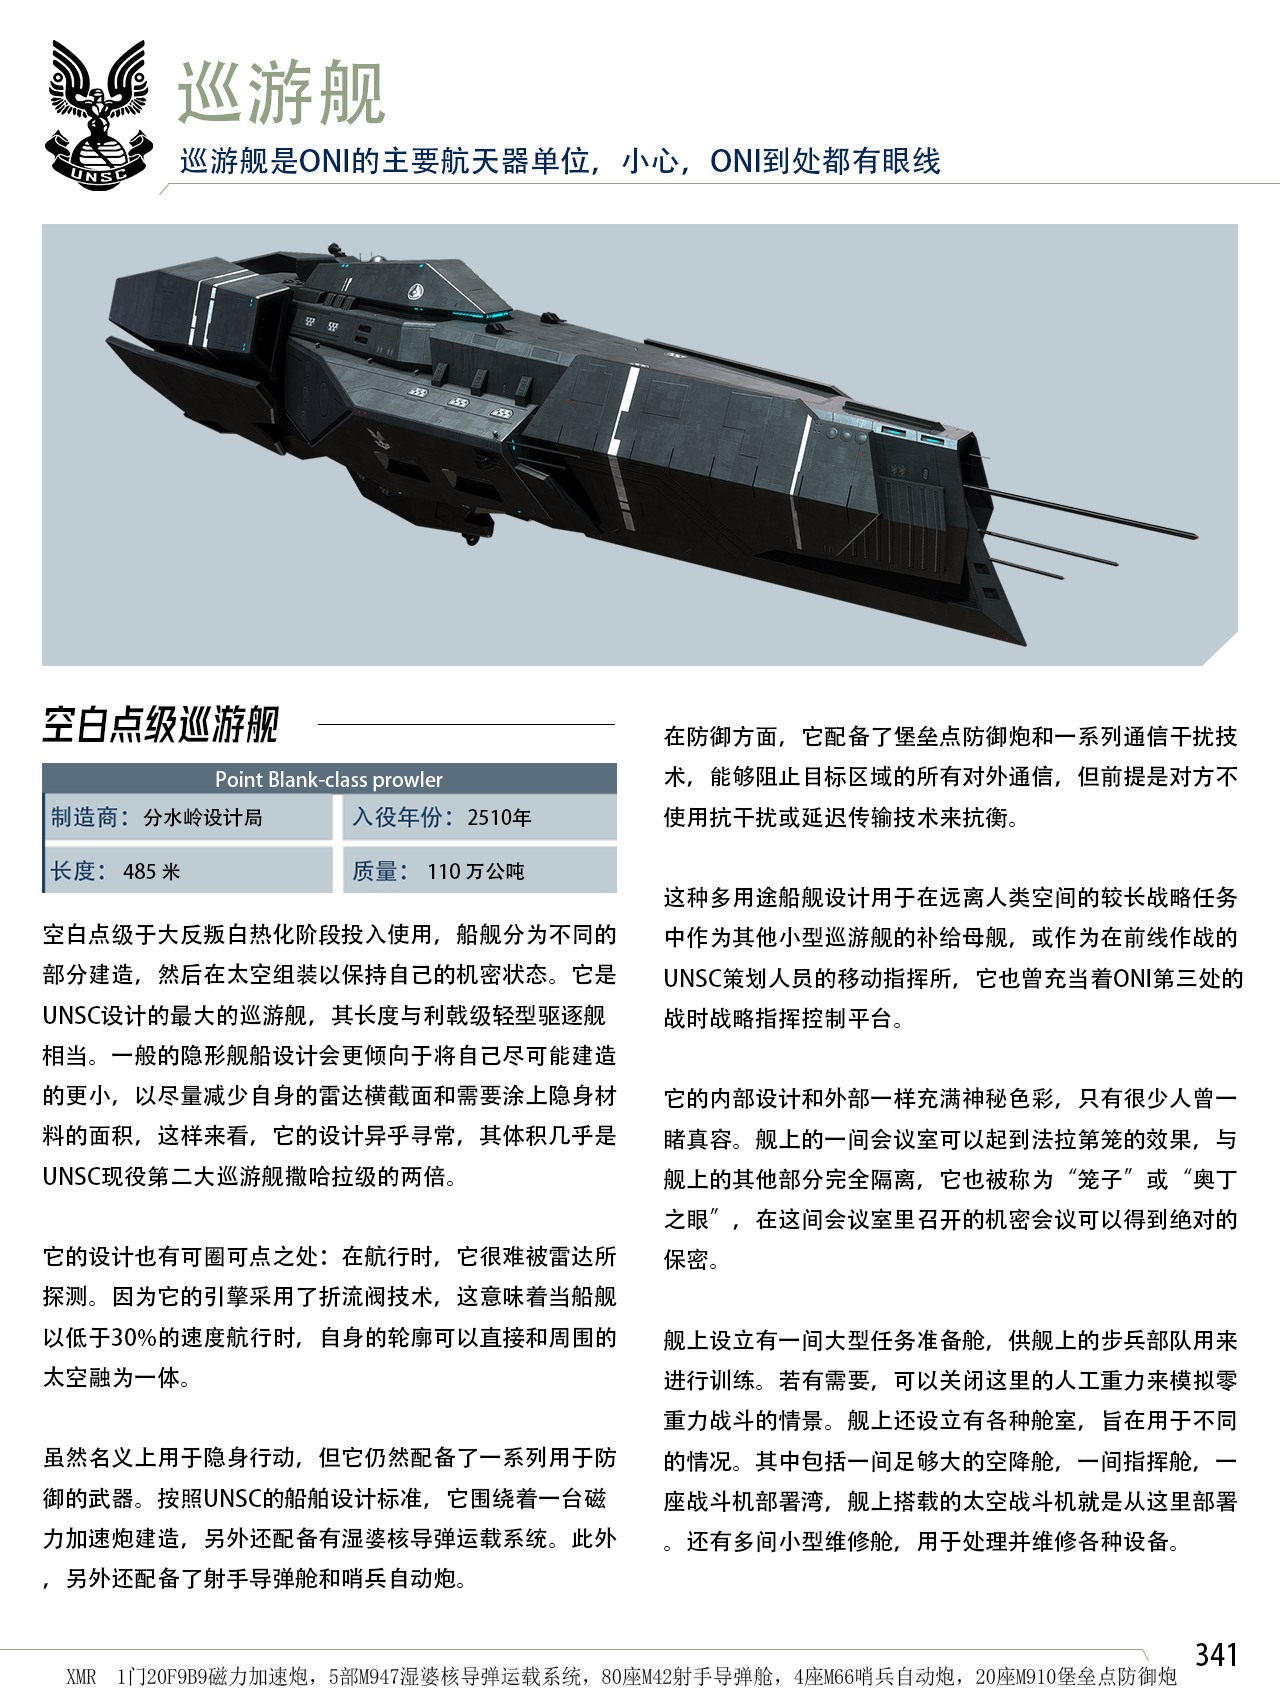 UNSC
巡游舰
巡游舰是ONI的主要航天器单位，小心，ONI到处都有眼线
空白点级巡游舰
Point Blank-class prowler
制造商：分水岭设计局
入役年份：2510年
长度：485 米
质量：110 万公吨
空白点级于大反叛白热化阶段投入使用，船舰分为不同的
部分建造，然后在太空组装以保持自己的机密状态。它是
UNSC设计的最大的巡游舰，其长度与利戟级轻型驱逐舰
相当。一般的隐形舰船设计会更倾向于将自己尽可能建造
的更小，以尽量减少自身的雷达横截面和需要涂上隐身材
料的面积，这样来看，它的设计异乎寻常，其体积几乎是
UNSC现役第二大巡游舰撒哈拉级的两倍。
它的设计也有可圈可点之处：在航行时，它很难被雷达所
探测。因为它的引擎采用了折流阀技术，这意味着当船舰
以低于30%的速度航行时，自身的轮廓可以直接和周围的
太空融为一体。
虽然名义上用于隐身行动，但它仍然配备了一系列用于防
御的武器。按照UNSC的船舶设计标准，它围绕着一台磁
力加速炮建造，另外还配备有湿婆核导弹运载系统。此外
，另外还配备了射手导弹舱和哨兵自动炮。
在防御方面，它配备了堡垒点防御炮和一系列通信干扰技
术，能够阻止目标区域的所有对外通信，但前提是对方不
使用抗干扰或延迟传输技术来抗衡。
这种多用途船舰设计用于在远离人类空间的较长战略任务
中作为其他小型巡游舰的补给母舰，或作为在前线作战的
UNSC策划人员的移动指挥所，它也曾充当着ONI第三处的
战时战略指挥控制平台。
它的内部设计和外部一样充满神秘色彩，只有很少人曾一
睹真容。舰上的一间会议室可以起到法拉第笼的效果，与
舰上的其他部分完全隔离，它也被称为“笼子”或“奥丁
之眼”，在这间会议室里召开的机密会议可以得到绝对的
保密。
舰上设立有一间大型任务准备舱，供舰上的步兵部队用来
进行训练。若有需要，可以关闭这里的人工重力来模拟零
重力战斗的情景。舰上还设立有各种舱室，旨在用于不同
的情况。其中包括一间足够大的空降舱，一间指挥舱，一
座战斗机部署湾，舰上搭载的太空战斗机就是从这里部署
。还有多间小型维修舱，用于处理并维修各种设备。
341
XMR 1门20F9B9磁力加速炮，5部M947湿婆核导弹运载系统，80座M42射手导弹舱，4座M66哨兵自动炮，20座M910堡垒点防御炮